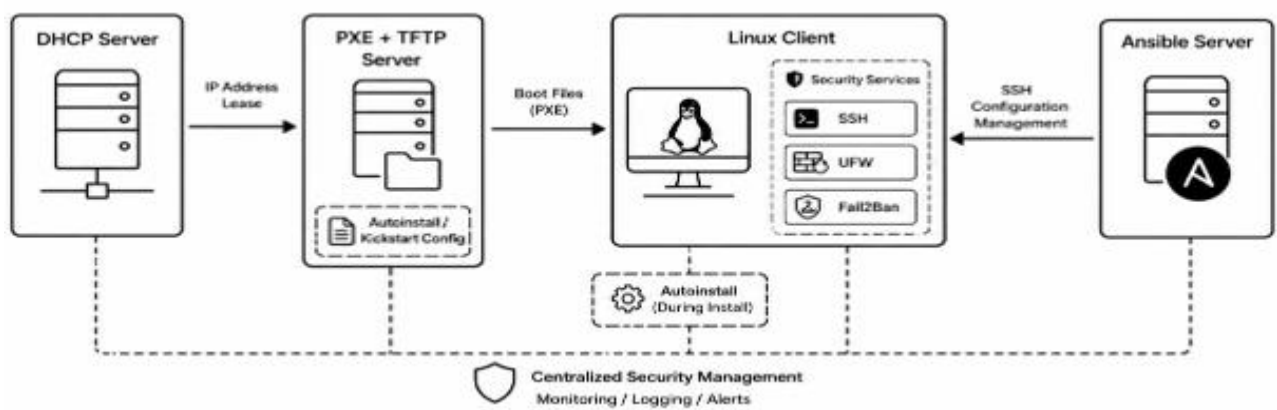 DHCP Server
IP Address
Lease
PXE + TFTP
Server
Autoinstall /
Kickstart Config
Boot Files
(PXE)
Linux Client
Security Services
SSH
UFW
Fail2Ban
Autoinstall
(During Install)
SSH
Configuration
Management
Ansible Server
Centralized Security Management
Monitoring / Logging / Alerts